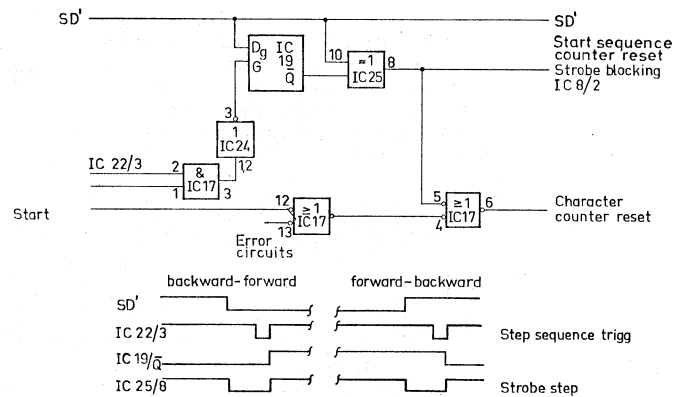 SD'
SD'
Start sequence
counter reset
Strobe blocking
IC 8/2
Dg IC
G 19
Q̅
10
=1
IC25
8
3
1
IC24
1,2
IC 22/3
2
&
IC17
1
3
Start
12
≥1
IC17
13
Error
circuits
5
≥1
IC17
6
4
Character
counter reset
backward-forward
forward-backward
SD'
IC 22/3
Step sequence trigg
IC 19/Q̅
IC 25/8
Strobe step